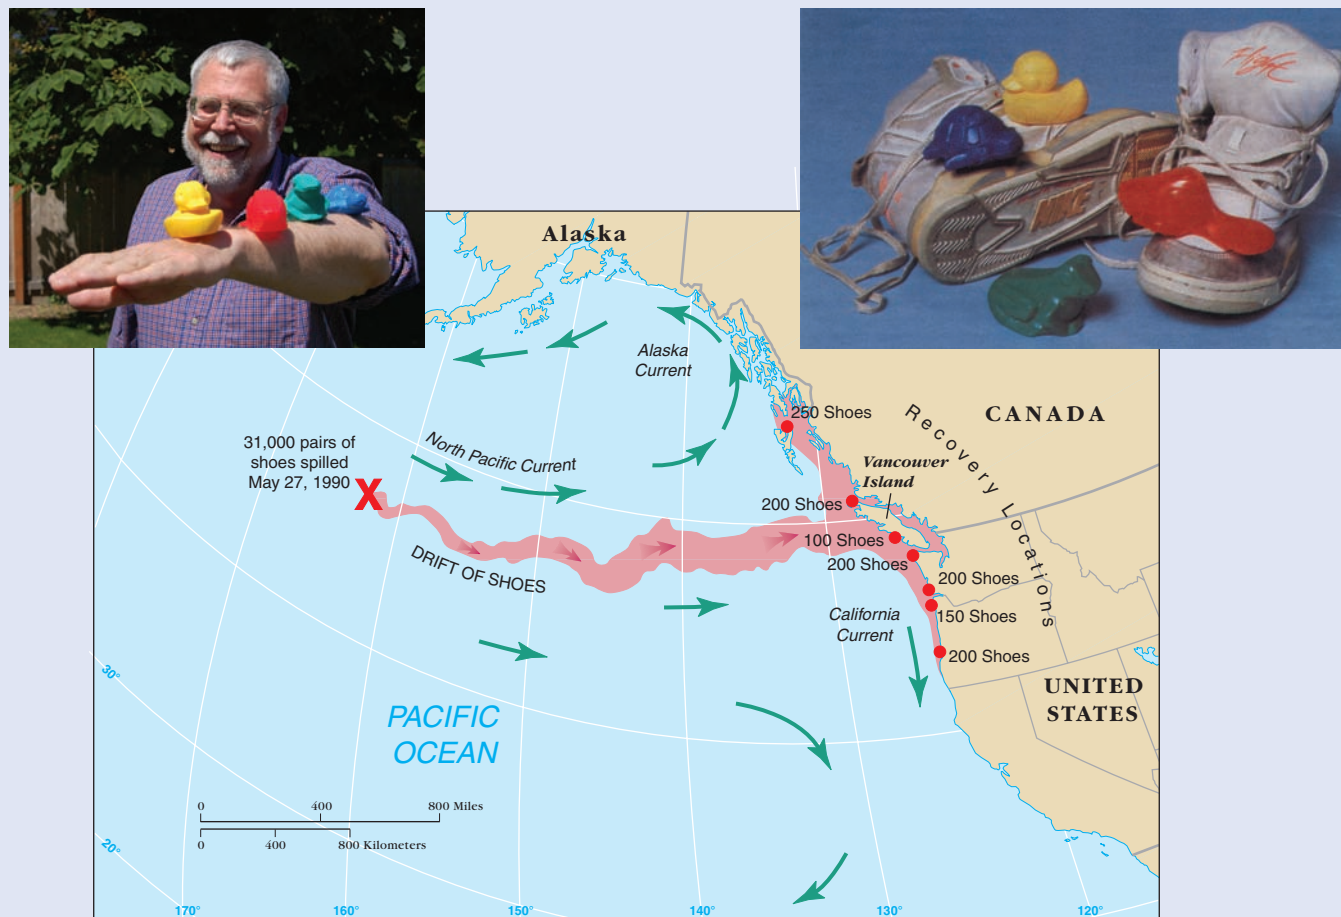 Flight
NIKE
Alaska
Alaska
Current
250 Shoes
CANADA
Recovery Locations
31,000 pairs of
shoes spilled
May 27, 1990
X
North Pacific Current
Vancouver
Island
200 Shoes
100 Shoes
200 Shoes
DRIFT OF SHOES
200 Shoes
California
Current
150 Shoes
200 Shoes
UNITED
STATES
30°
PACIFIC
OCEAN
0 400 800 Miles
0 400 800 Kilometers
20°
170° 160° 150° 140° 130° 120°